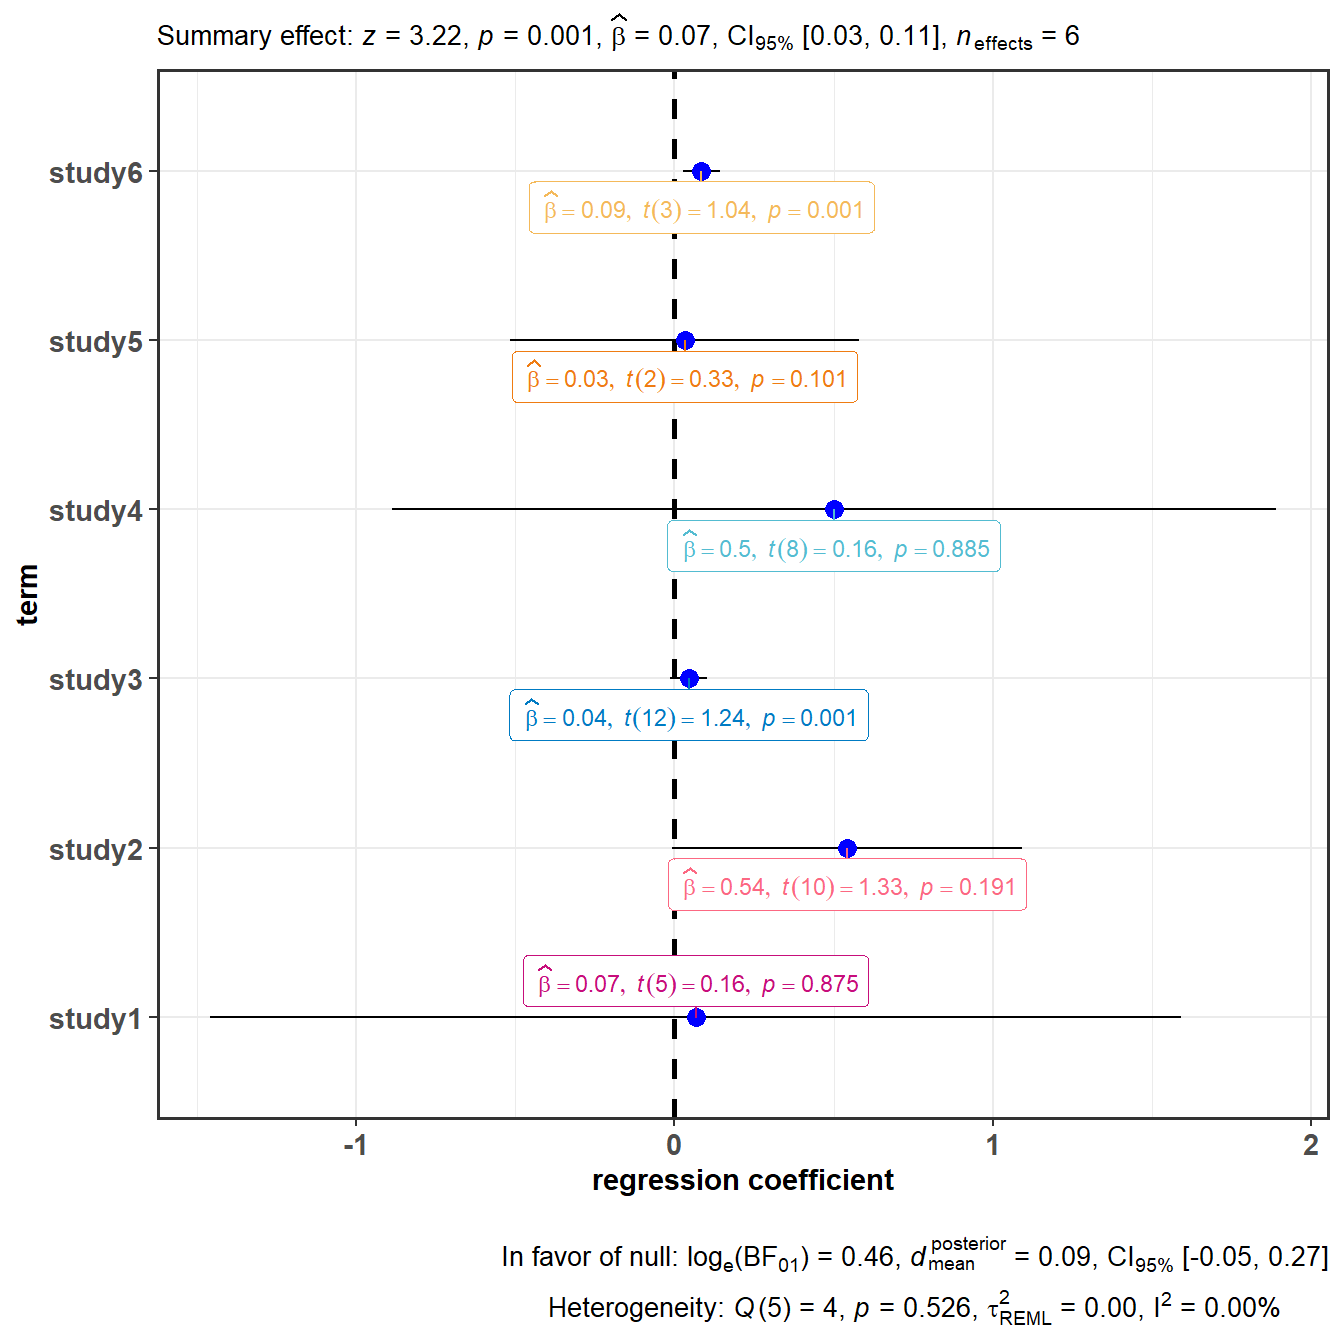 Summary effect: z = 3.22, p = 0.001, β̂ = 0.07, CI₉₅% [0.03, 0.11], n_effects = 6
study6
β̂ = 0.09, t(3) = 1.04, p = 0.001
study5
β̂ = 0.03, t(2) = 0.33, p = 0.101
study4
β̂ = 0.5, t(8) = 0.16, p = 0.885
term
study3
β̂ = 0.04, t(12) = 1.24, p = 0.001
study2
β̂ = 0.54, t(10) = 1.33, p = 0.191
β̂ = 0.07, t(5) = 0.16, p = 0.875
study1
-1 0 1 2
regression coefficient
In favor of null: logₑ(BF₀₁) = 0.46, d_mean^posterior = 0.09, CI₉₅% [-0.05, 0.27]
Heterogeneity: Q(5) = 4, p = 0.526, τ²_REML = 0.00, I² = 0.00%